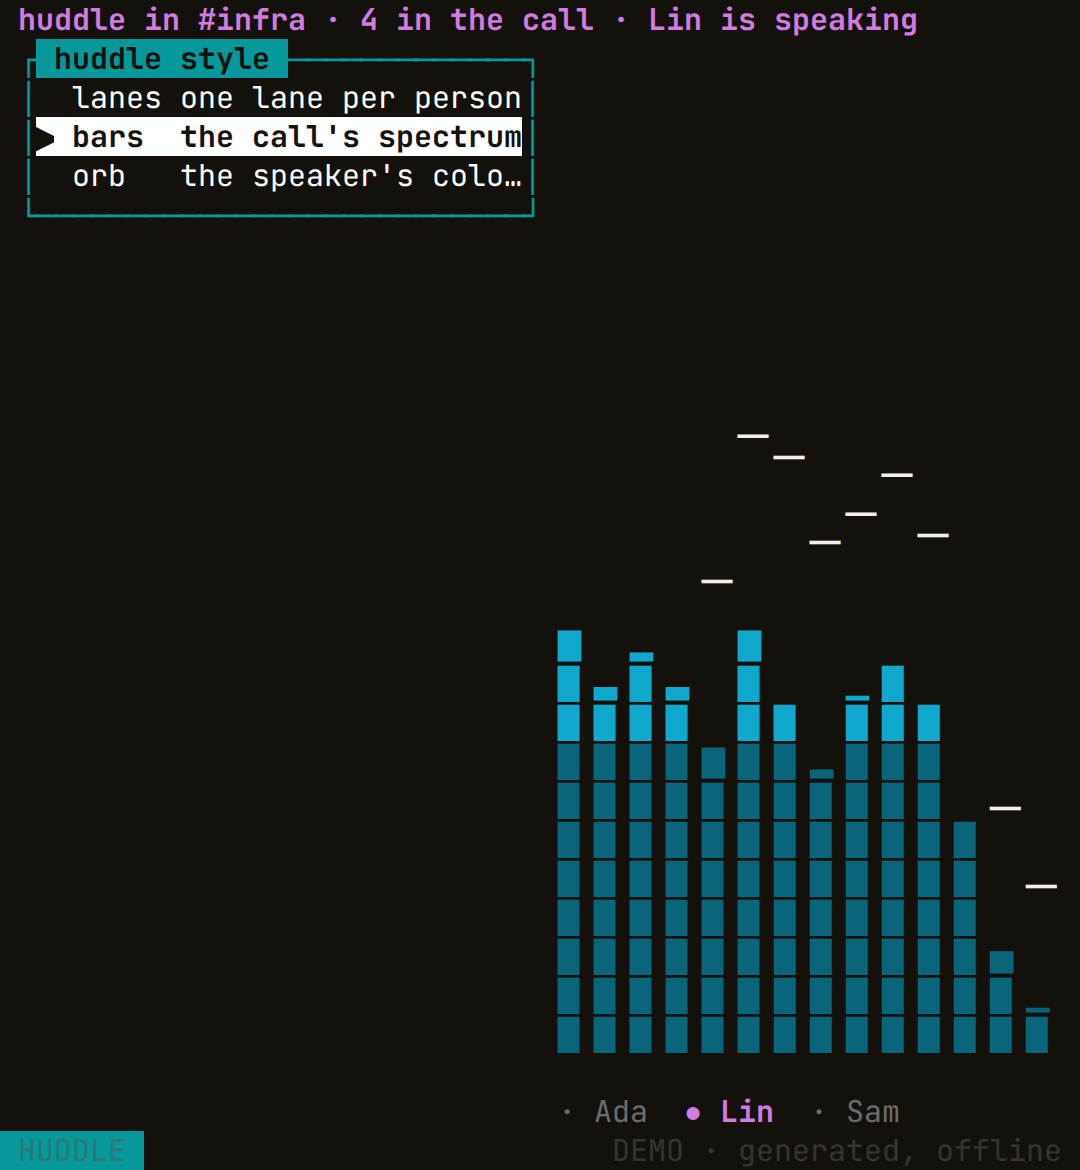 huddle in #infra · 4 in the call · Lin is speaking
huddle style
lanes one lane per person
> bars the call's spectrum
orb the speaker's colo…
· Ada ● Lin · Sam
HUDDLE DEMO · generated, offline